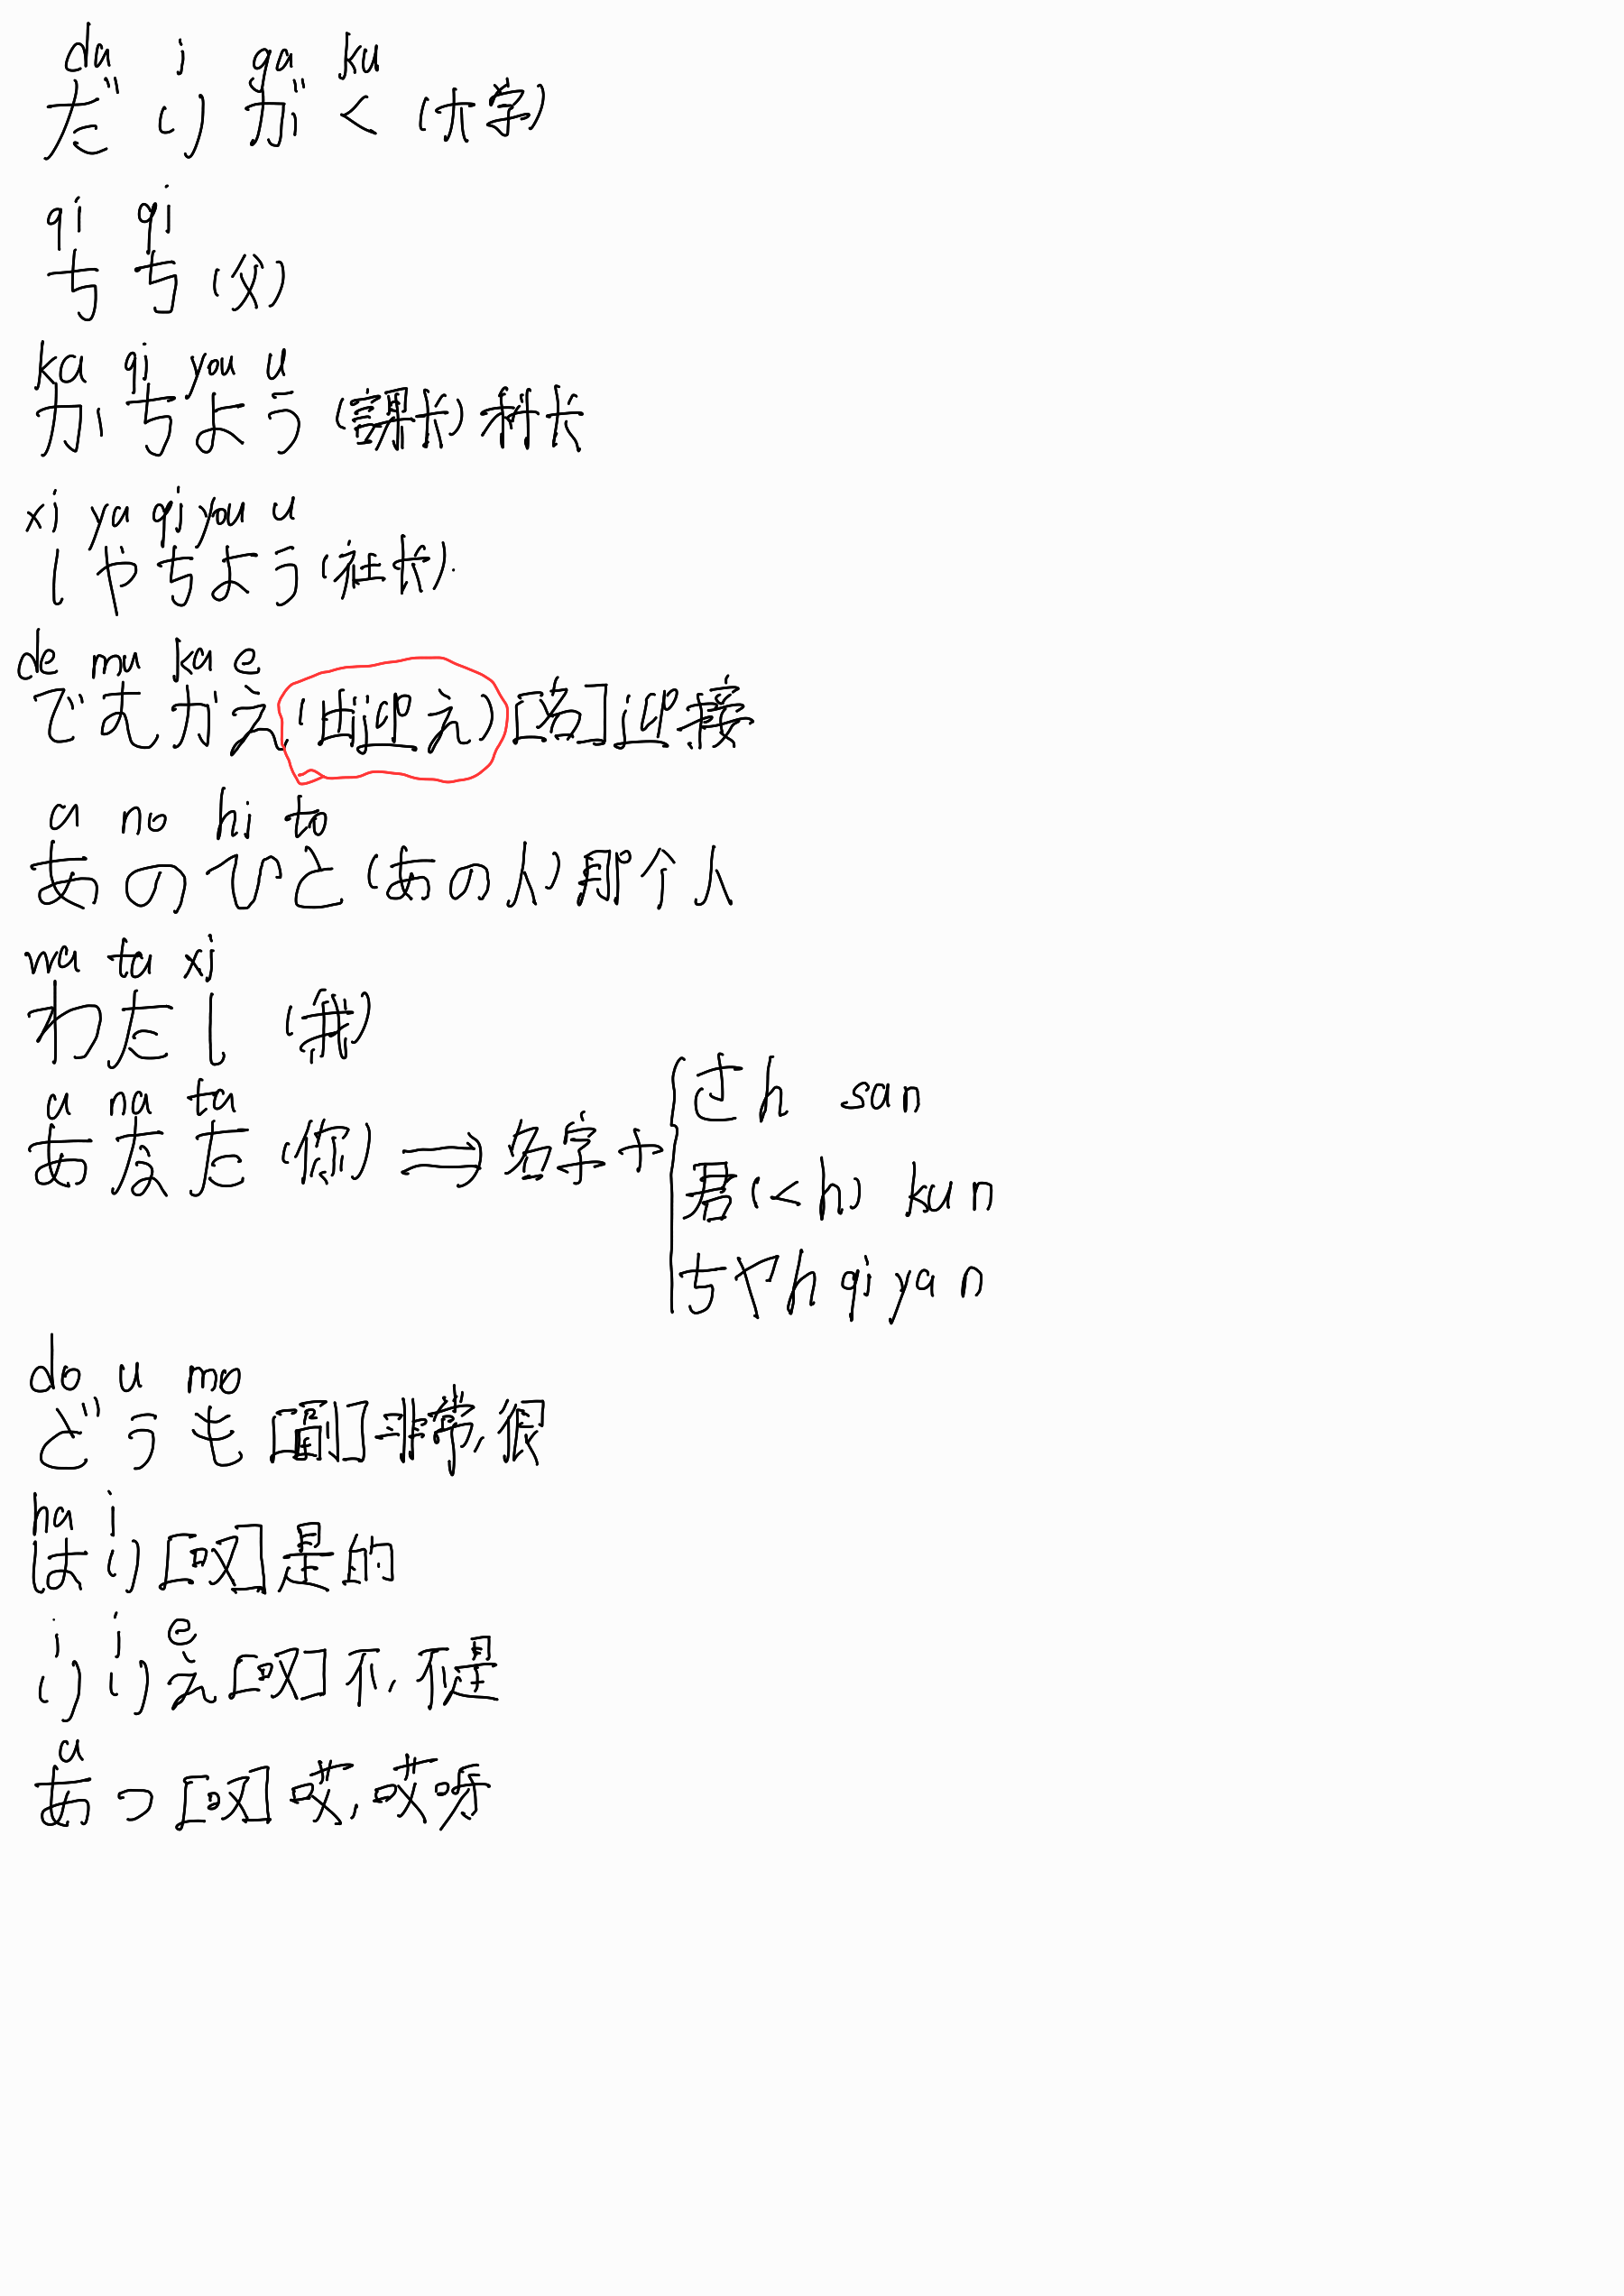 da i ga ku
だいがく (大学)
qi qi
ちち (父)
ka qi you u
かちよう (課长) 科长
xi ya qi you u
しやちよう (社长).
de mu ka e
でむかえ (出迎え) [名] 迎接
a no hi to
あのひと (あの人) 那个人
wa ta xi
わたし (我)
a na ta
あなた (你) ⇒ 名字 +
さん san
君 (くん) kun
ちやん qi ya n
do u mo
どうも [副] 非常, 很
ha i
はい [叹] 是的
i i e
いいえ [叹] 不, 不是
a
あつ [叹] 哎, 哎呀